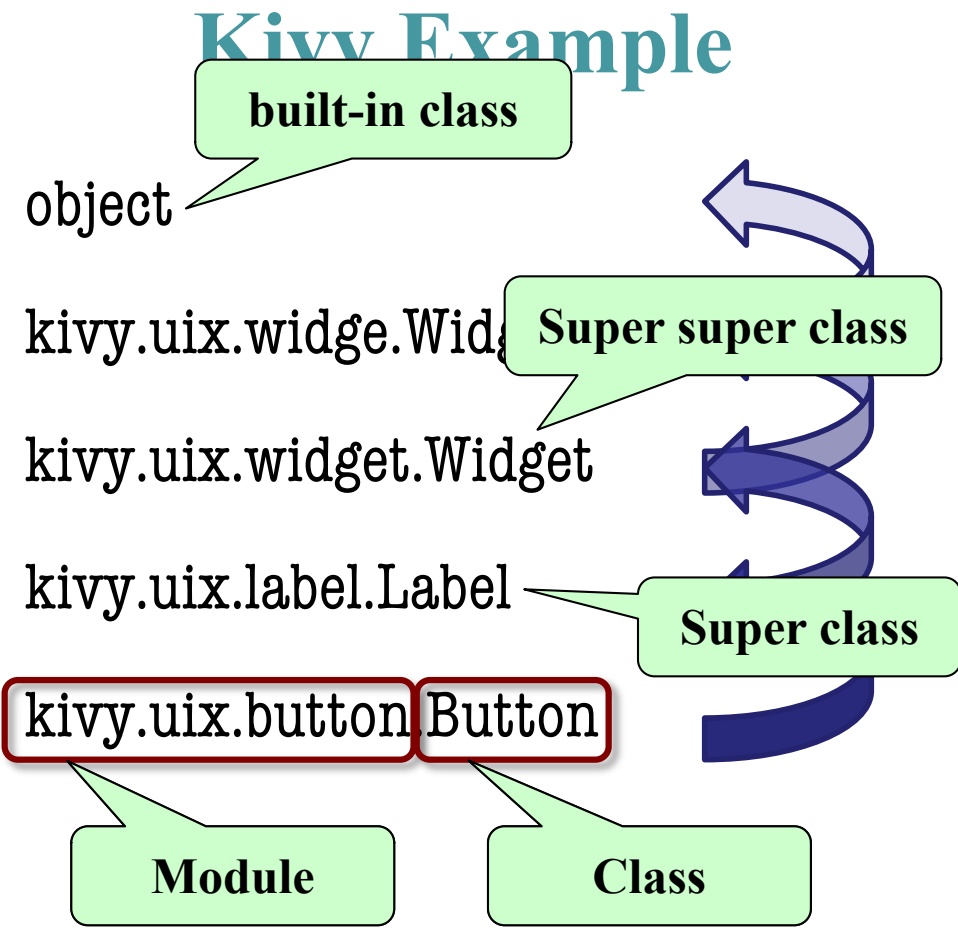 Kivy Example
built-in class
object
kivy.uix.widge.Widg
Super super class
kivy.uix.widget.Widget
kivy.uix.label.Label
Super class
kivy.uix.button.Button
Module
Class